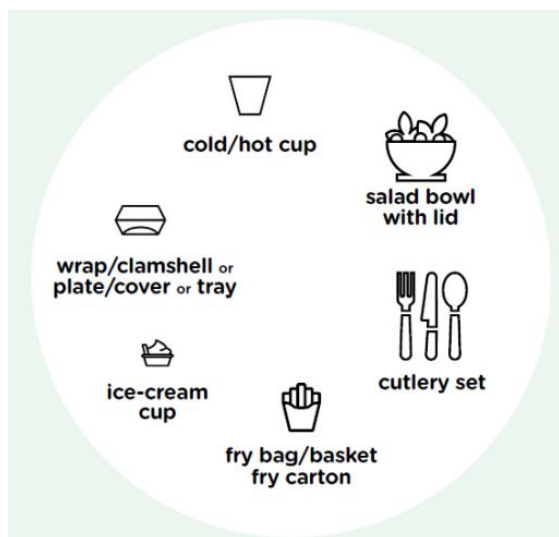 cold/hot cup
salad bowl
with lid
wrap/clamshell or
plate/cover or tray
cutlery set
ice-cream
cup
fry bag/basket
fry carton